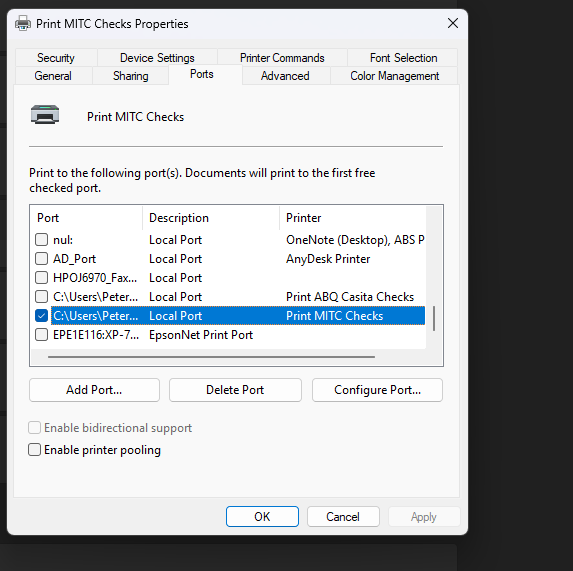 Print MITC Checks Properties
Security Device Settings Printer Commands Font Selection
General Sharing Ports Advanced Color Management
Print MITC Checks
Print to the following port(s). Documents will print to the first free
checked port.
Port Description Printer
nul: Local Port OneNote (Desktop), ABS P
AD_Port Local Port AnyDesk Printer
HPOJ6970_Fax... Local Port
C:\Users\Peter... Local Port Print ABQ Casita Checks
C:\Users\Peter... Local Port Print MITC Checks
EPE1E116:XP-7... EpsonNet Print Port
Add Port... Delete Port Configure Port...
Enable bidirectional support
Enable printer pooling
OK Cancel Apply